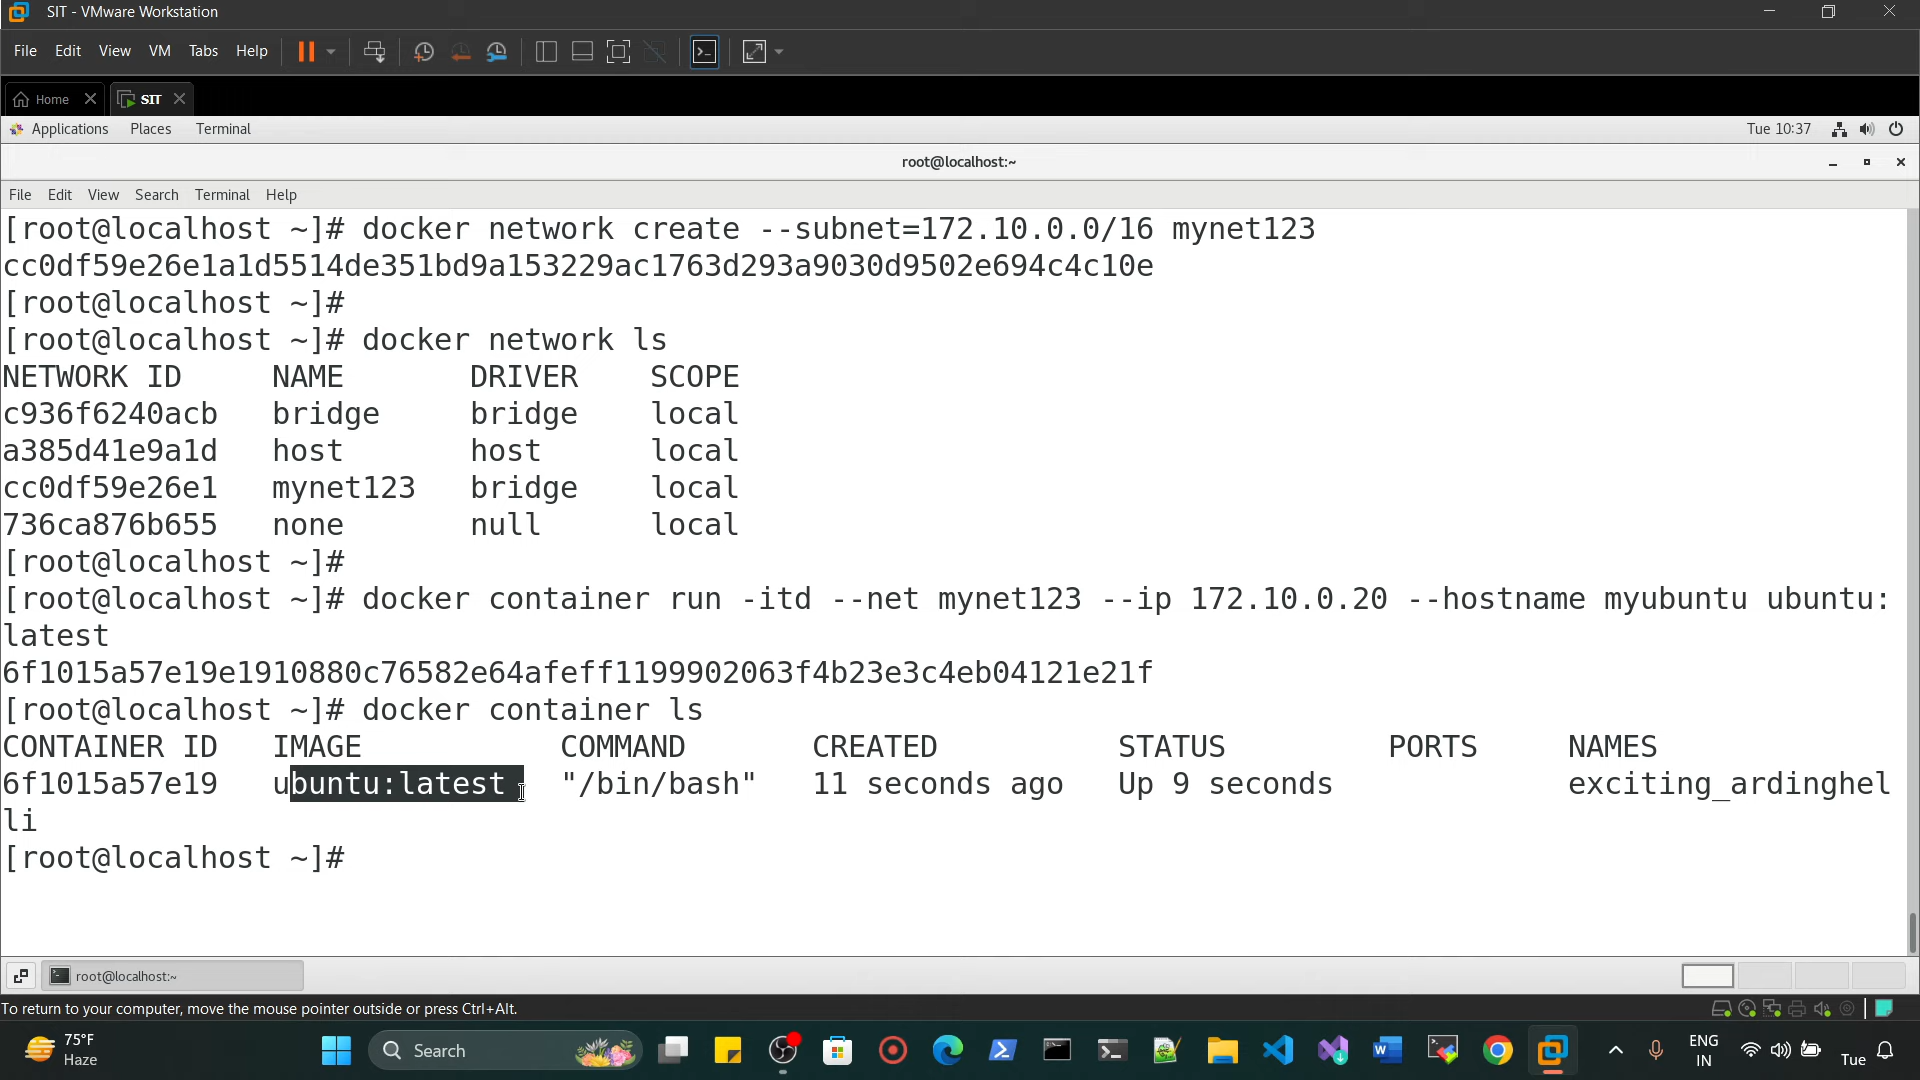 SIT - VMware Workstation
File Edit View VM Tabs Help
Home SIT
Applications Places Terminal Tue 10:37
root@localhost:~
File Edit View Search Terminal Help
[root@localhost ~]# docker network create --subnet=172.10.0.0/16 mynet123
cc0df59e26e1a1d5514de351bd9a153229ac1763d293a9030d9502e694c4c10e
[root@localhost ~]#
[root@localhost ~]# docker network ls
NETWORK ID NAME DRIVER SCOPE
c936f6240acb bridge bridge local
a385d41e9a1d host host local
cc0df59e26e1 mynet123 bridge local
736ca876b655 none null local
[root@localhost ~]#
[root@localhost ~]# docker container run -itd --net mynet123 --ip 172.10.0.20 --hostname myubuntu ubuntu:
latest
6f1015a57e19e1910880c76582e64afeff1199902063f4b23e3c4eb04121e21f
[root@localhost ~]# docker container ls
CONTAINER ID IMAGE COMMAND CREATED STATUS PORTS NAMES
6f1015a57e19 ubuntu:latest "/bin/bash" 11 seconds ago Up 9 seconds exciting_ardinghel
li
[root@localhost ~]#
root@localhost:~
To return to your computer, move the mouse pointer outside or press Ctrl+Alt.
75°F
Haze
Search
ENG
IN
Tue